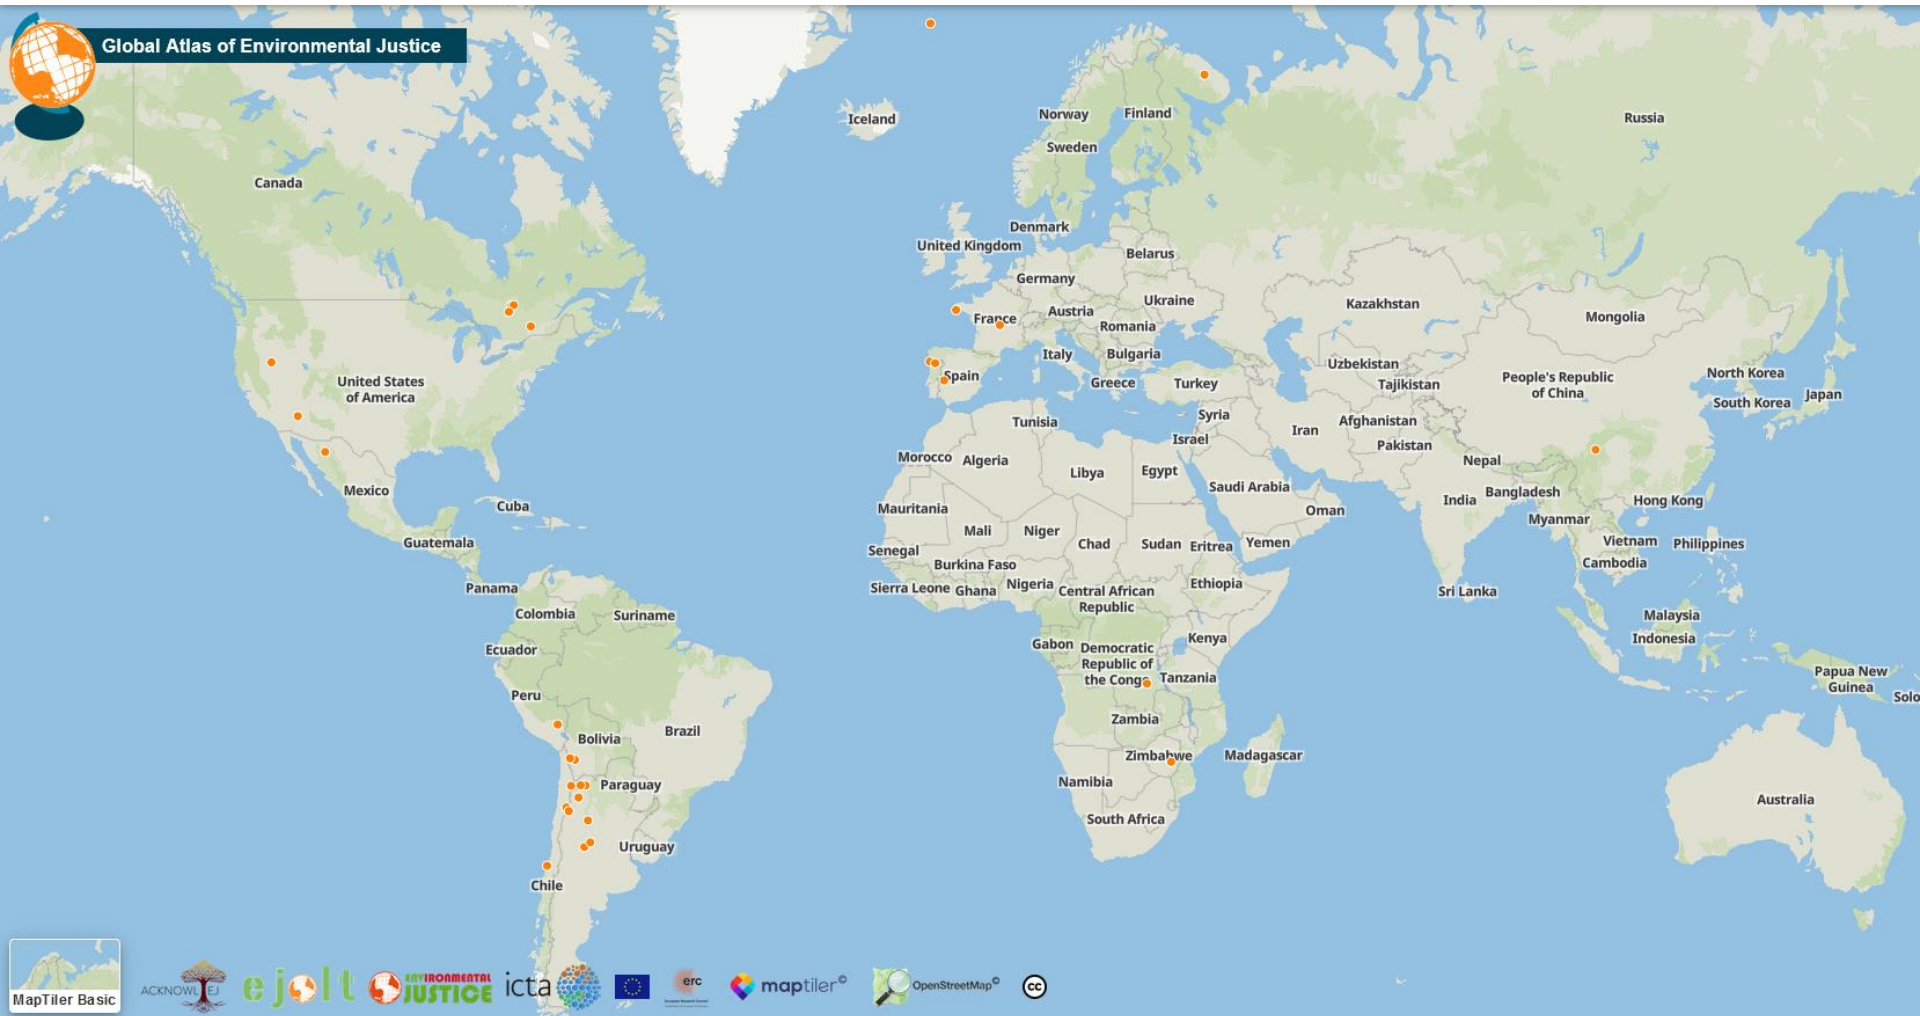 Global Atlas of Environmental Justice
Iceland
Norway
Finland
Sweden
Russia
Canada
Denmark
United Kingdom
Belarus
Germany
Ukraine
Kazakhstan
Mongolia
France
Austria
Romania
Italy
Bulgaria
Uzbekistan
Spain
Greece
Turkey
Tajikistan
People's Republic
of China
North Korea
South Korea
Japan
United States
of America
Tunisia
Syria
Israel
Iran
Afghanistan
Pakistan
Nepal
Morocco
Algeria
Libya
Egypt
Saudi Arabia
Oman
India
Bangladesh
Hong Kong
Myanmar
Mexico
Cuba
Mauritania
Mali
Niger
Chad
Sudan
Eritrea
Yemen
Vietnam
Philippines
Cambodia
Guatemala
Senegal
Burkina Faso
Panama
Sierra Leone
Ghana
Nigeria
Central African
Republic
Ethiopia
Sri Lanka
Colombia
Suriname
Malaysia
Indonesia
Ecuador
Gabon
Democratic
Republic of
the Congo
Kenya
Tanzania
Papua New
Guinea
Solo
Peru
Brazil
Bolivia
Zambia
Zimbabwe
Madagascar
Paraguay
Namibia
Australia
South Africa
Uruguay
Chile
MapTiler Basic
ACKNOWL EJ
ejolt
ENVIRONMENTAL
JUSTICE
icta
erc
maptiler©
OpenStreetMap©
cc